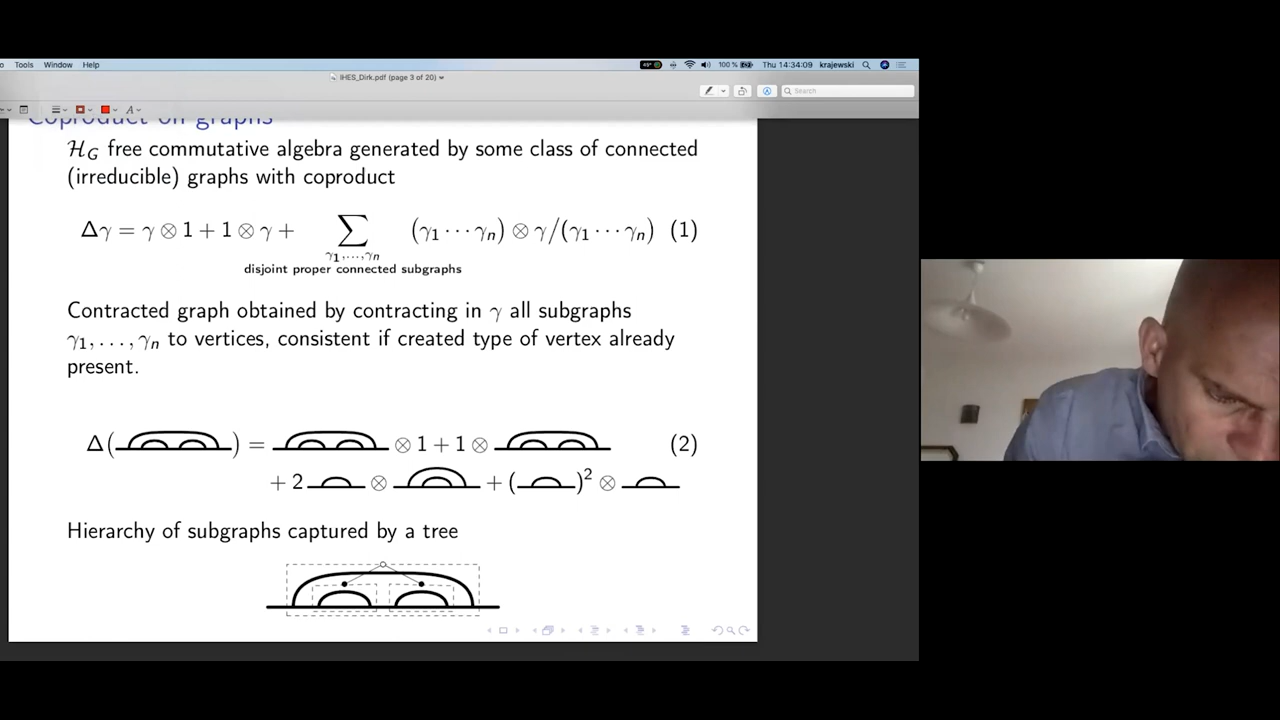 Tools Window Help 100 % Thu 14:34:09 krajewski
IHES_Dirk.pdf (page 3 of 20)
A Search
Coproduct on graphs
ℋ_G free commutative algebra generated by some class of connected
(irreducible) graphs with coproduct
Δγ = γ ⊗ 1 + 1 ⊗ γ + ∑ (γ₁ ⋯ γₙ) ⊗ γ/(γ₁ ⋯ γₙ) (1)
γ₁,…,γₙ
disjoint proper connected subgraphs
Contracted graph obtained by contracting in γ all subgraphs
γ₁, . . . , γₙ to vertices, consistent if created type of vertex already
present.
Δ( ) = ⊗ 1 + 1 ⊗ (2)
+ 2 ⊗ + ( )² ⊗
Hierarchy of subgraphs captured by a tree